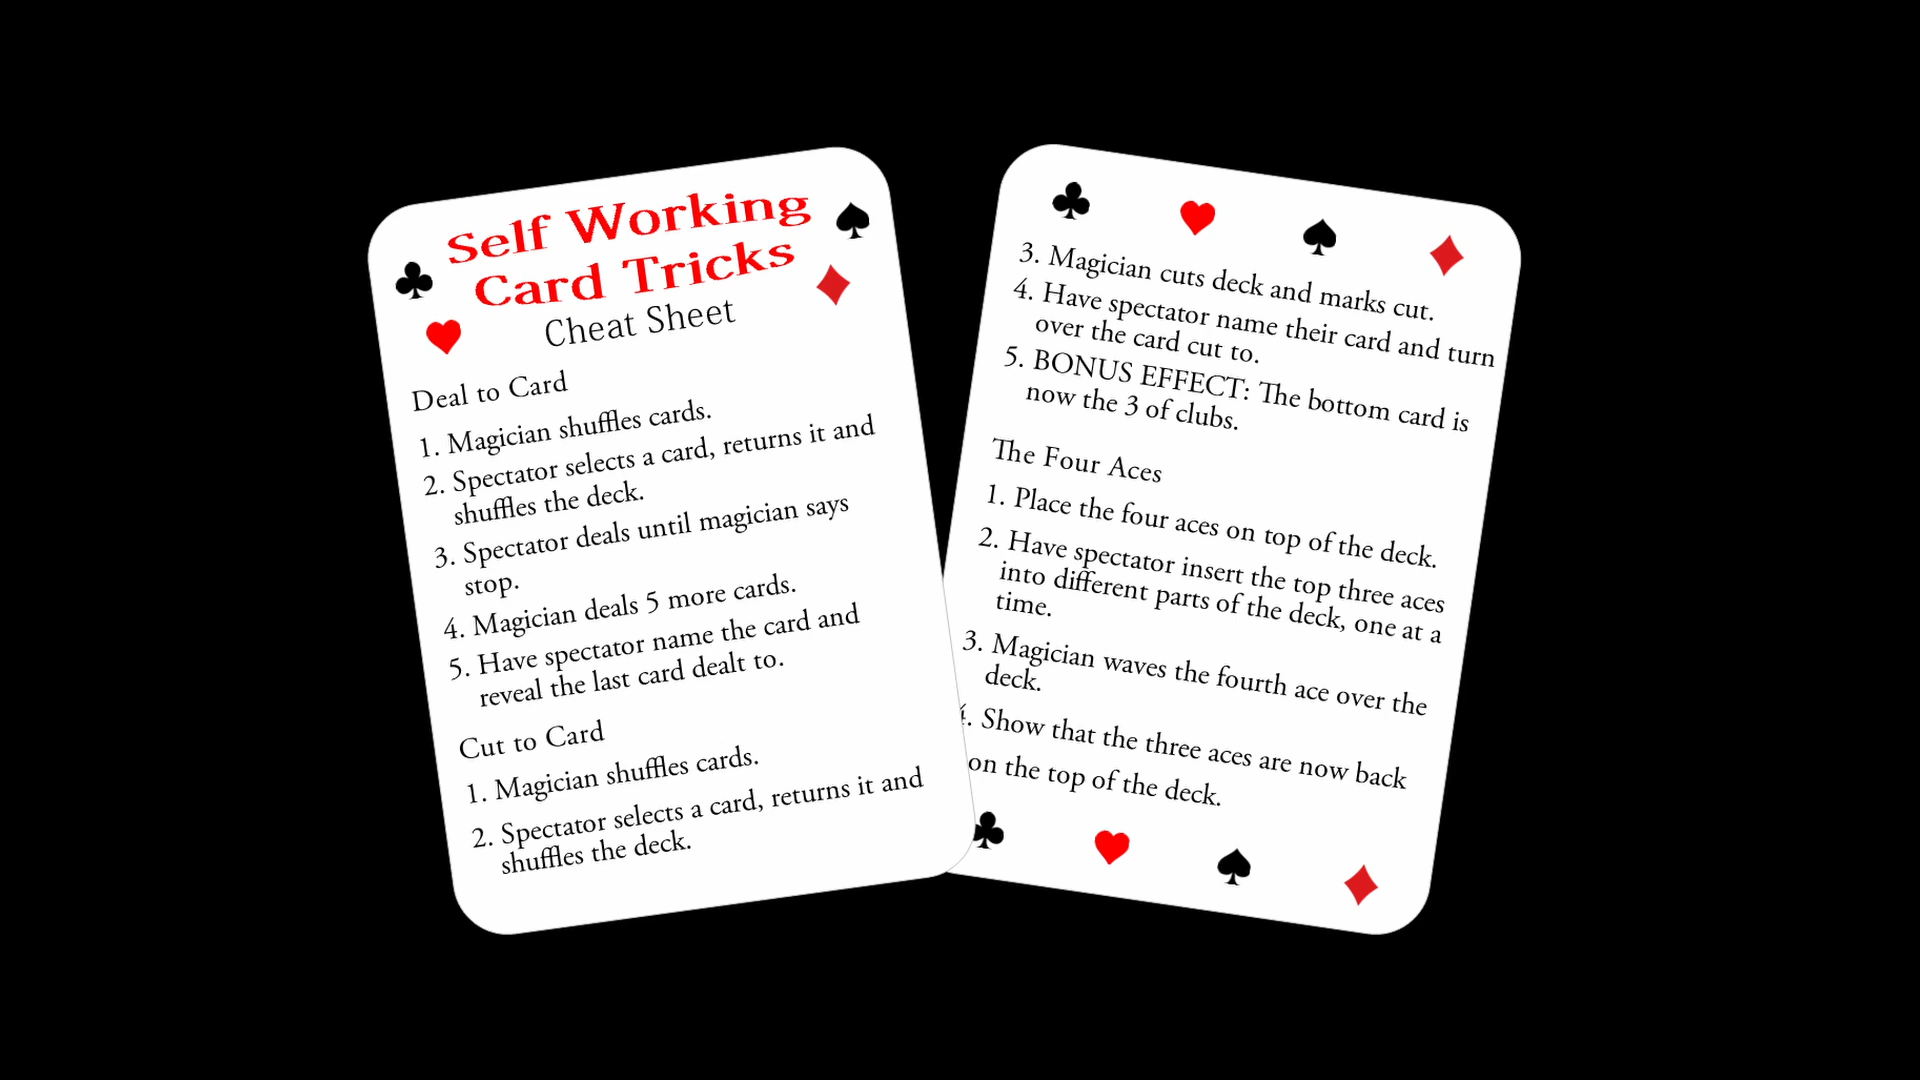 Self Working
Card Tricks
Cheat Sheet
Deal to Card
1. Magician shuffles cards.
2. Spectator selects a card, returns it and
shuffles the deck.
3. Spectator deals until magician says
stop.
4. Magician deals 5 more cards.
5. Have spectator name the card and
reveal the last card dealt to.
Cut to Card
1. Magician shuffles cards.
2. Spectator selects a card, returns it and
shuffles the deck.
3. Magician cuts deck and marks cut.
4. Have spectator name their card and turn
over the card cut to.
5. BONUS EFFECT: The bottom card is
now the 3 of clubs.
The Four Aces
1. Place the four aces on top of the deck.
2. Have spectator insert the top three aces
into different parts of the deck, one at a
time.
3. Magician waves the fourth ace over the
deck.
4. Show that the three aces are now back
on the top of the deck.